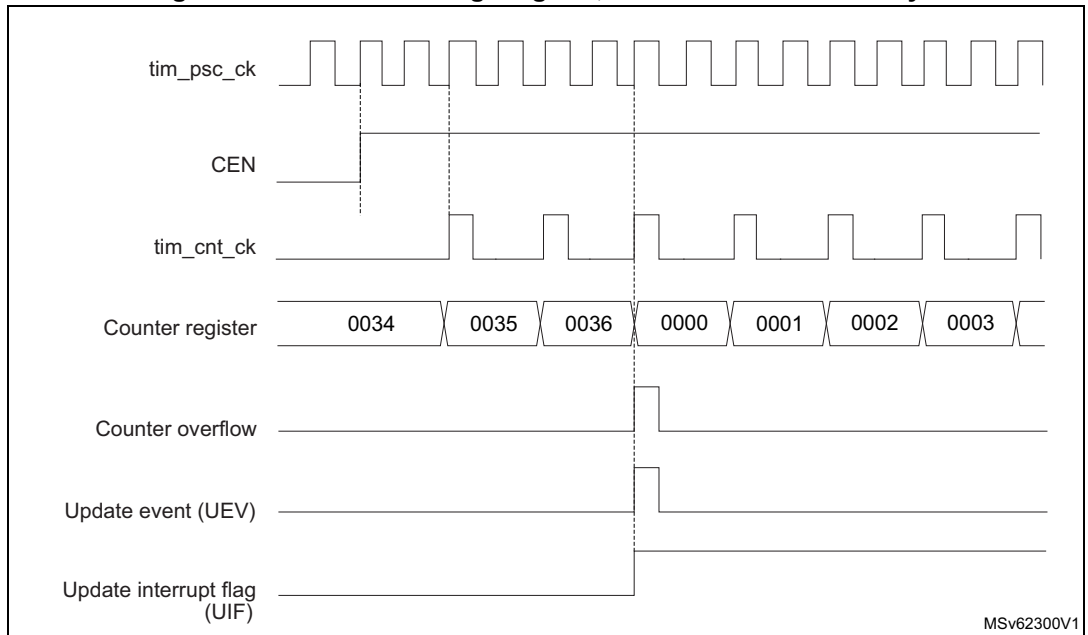 tim_psc_ck
CEN
tim_cnt_ck
Counter register 0034 0035 0036 0000 0001 0002 0003
Counter overflow
Update event (UEV)
Update interrupt flag
(UIF)
MSv62300V1